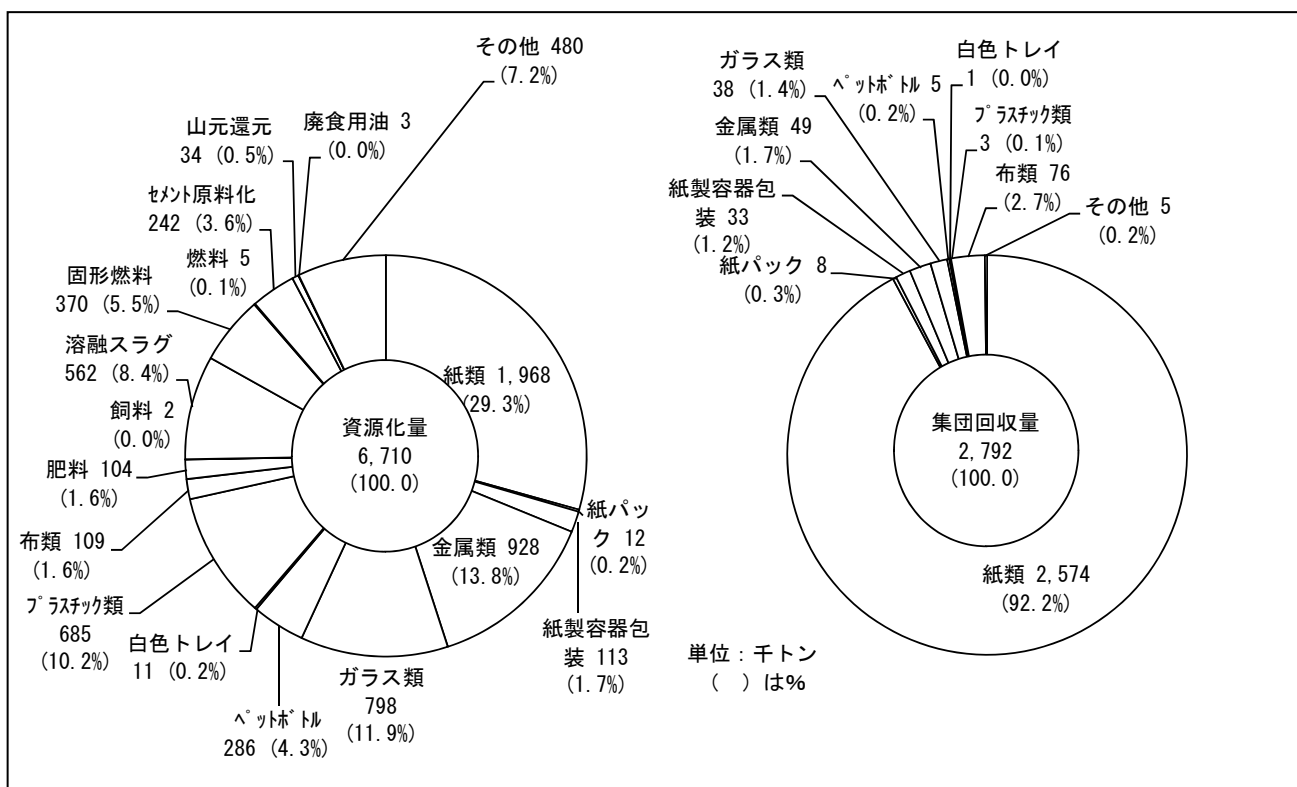 その他 480
(7.2%)
廃食用油 3
(0.0%)
山元還元
34 (0.5%)
ｾﾒﾝﾄ原料化
242 (3.6%)
燃料 5
(0.1%)
固形燃料
370 (5.5%)
溶融スラグ
562 (8.4%)
飼料 2
(0.0%)
肥料 104
(1.6%)
布類 109
(1.6%)
ﾌﾟﾗｽﾁｯｸ類
685
(10.2%)
白色トレイ
11 (0.2%)
ﾍﾟｯﾄﾎﾞﾄﾙ
286 (4.3%)
ガラス類
798
(11.9%)
金属類 928
(13.8%)
紙製容器包
装 113
(1.7%)
紙パッ
ク 12
(0.2%)
紙類 1,968
(29.3%)
資源化量
6,710
(100.0)
ガラス類
38 (1.4%)
ﾍﾟｯﾄﾎﾞﾄﾙ 5
(0.2%)
白色トレイ
1 (0.0%)
ﾌﾟﾗｽﾁｯｸ類
3 (0.1%)
布類 76
(2.7%)
その他 5
(0.2%)
金属類 49
(1.7%)
紙製容器包
装 33
(1.2%)
紙パック 8
(0.3%)
集団回収量
2,792
(100.0)
紙類 2,574
(92.2%)
単位：千トン
（　）は%